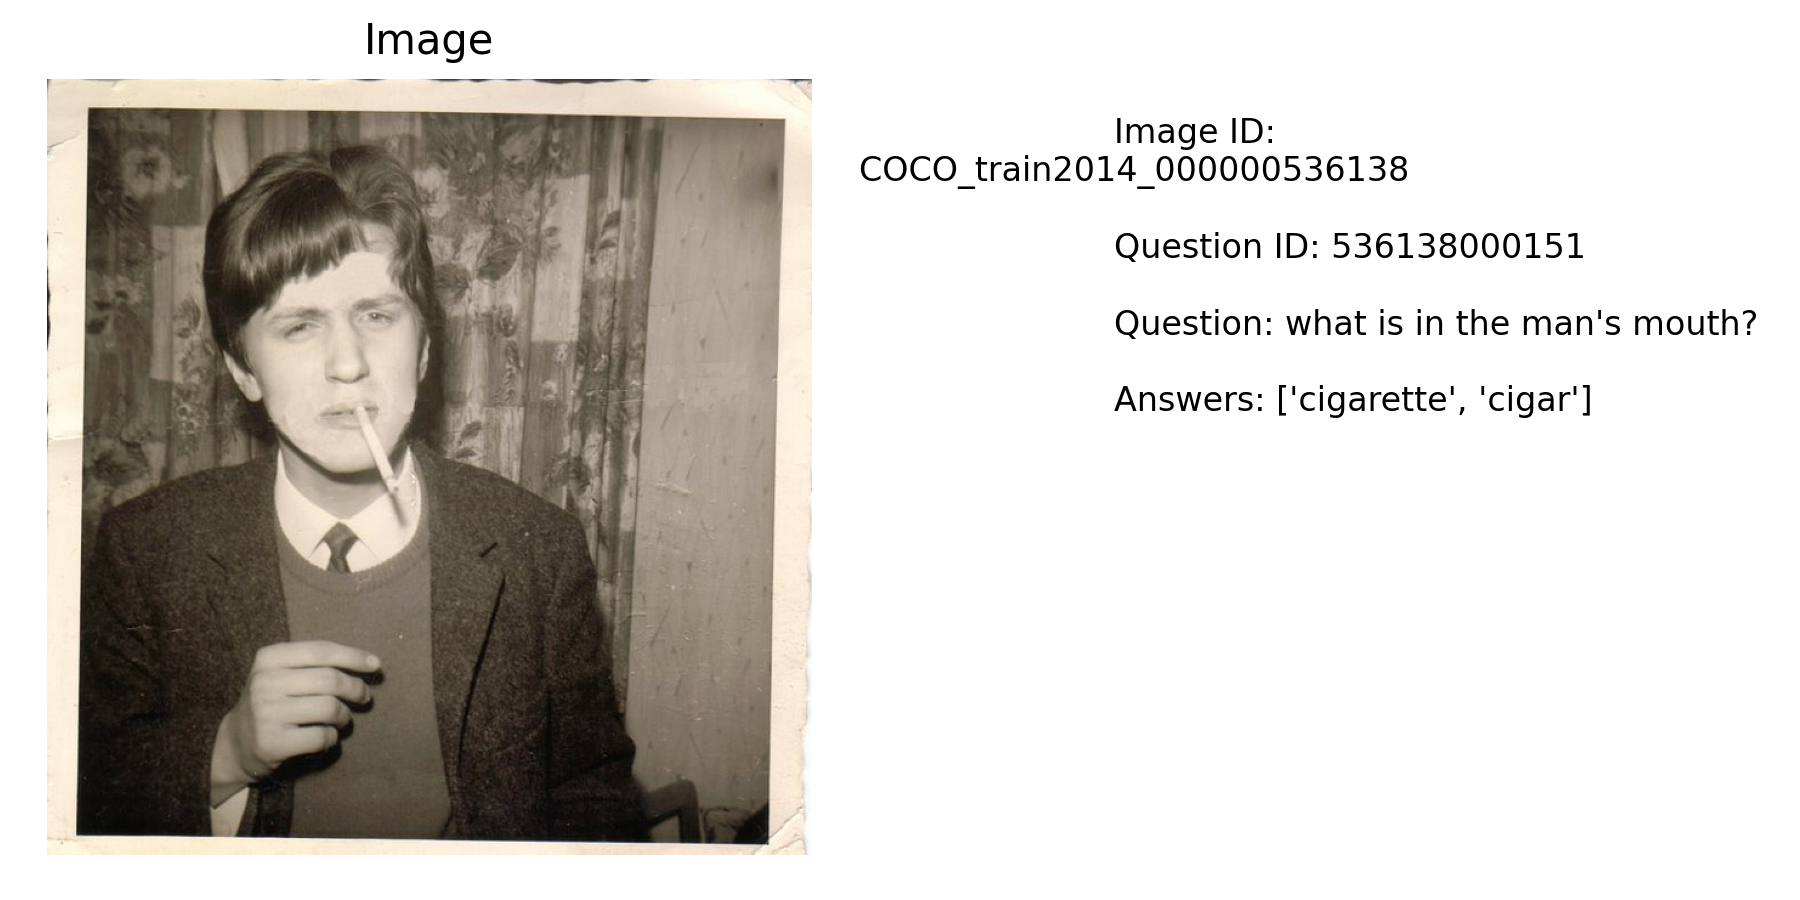 Image
Image ID:
COCO_train2014_000000536138
Question ID: 536138000151
Question: what is in the man's mouth?
Answers: ['cigarette', 'cigar']